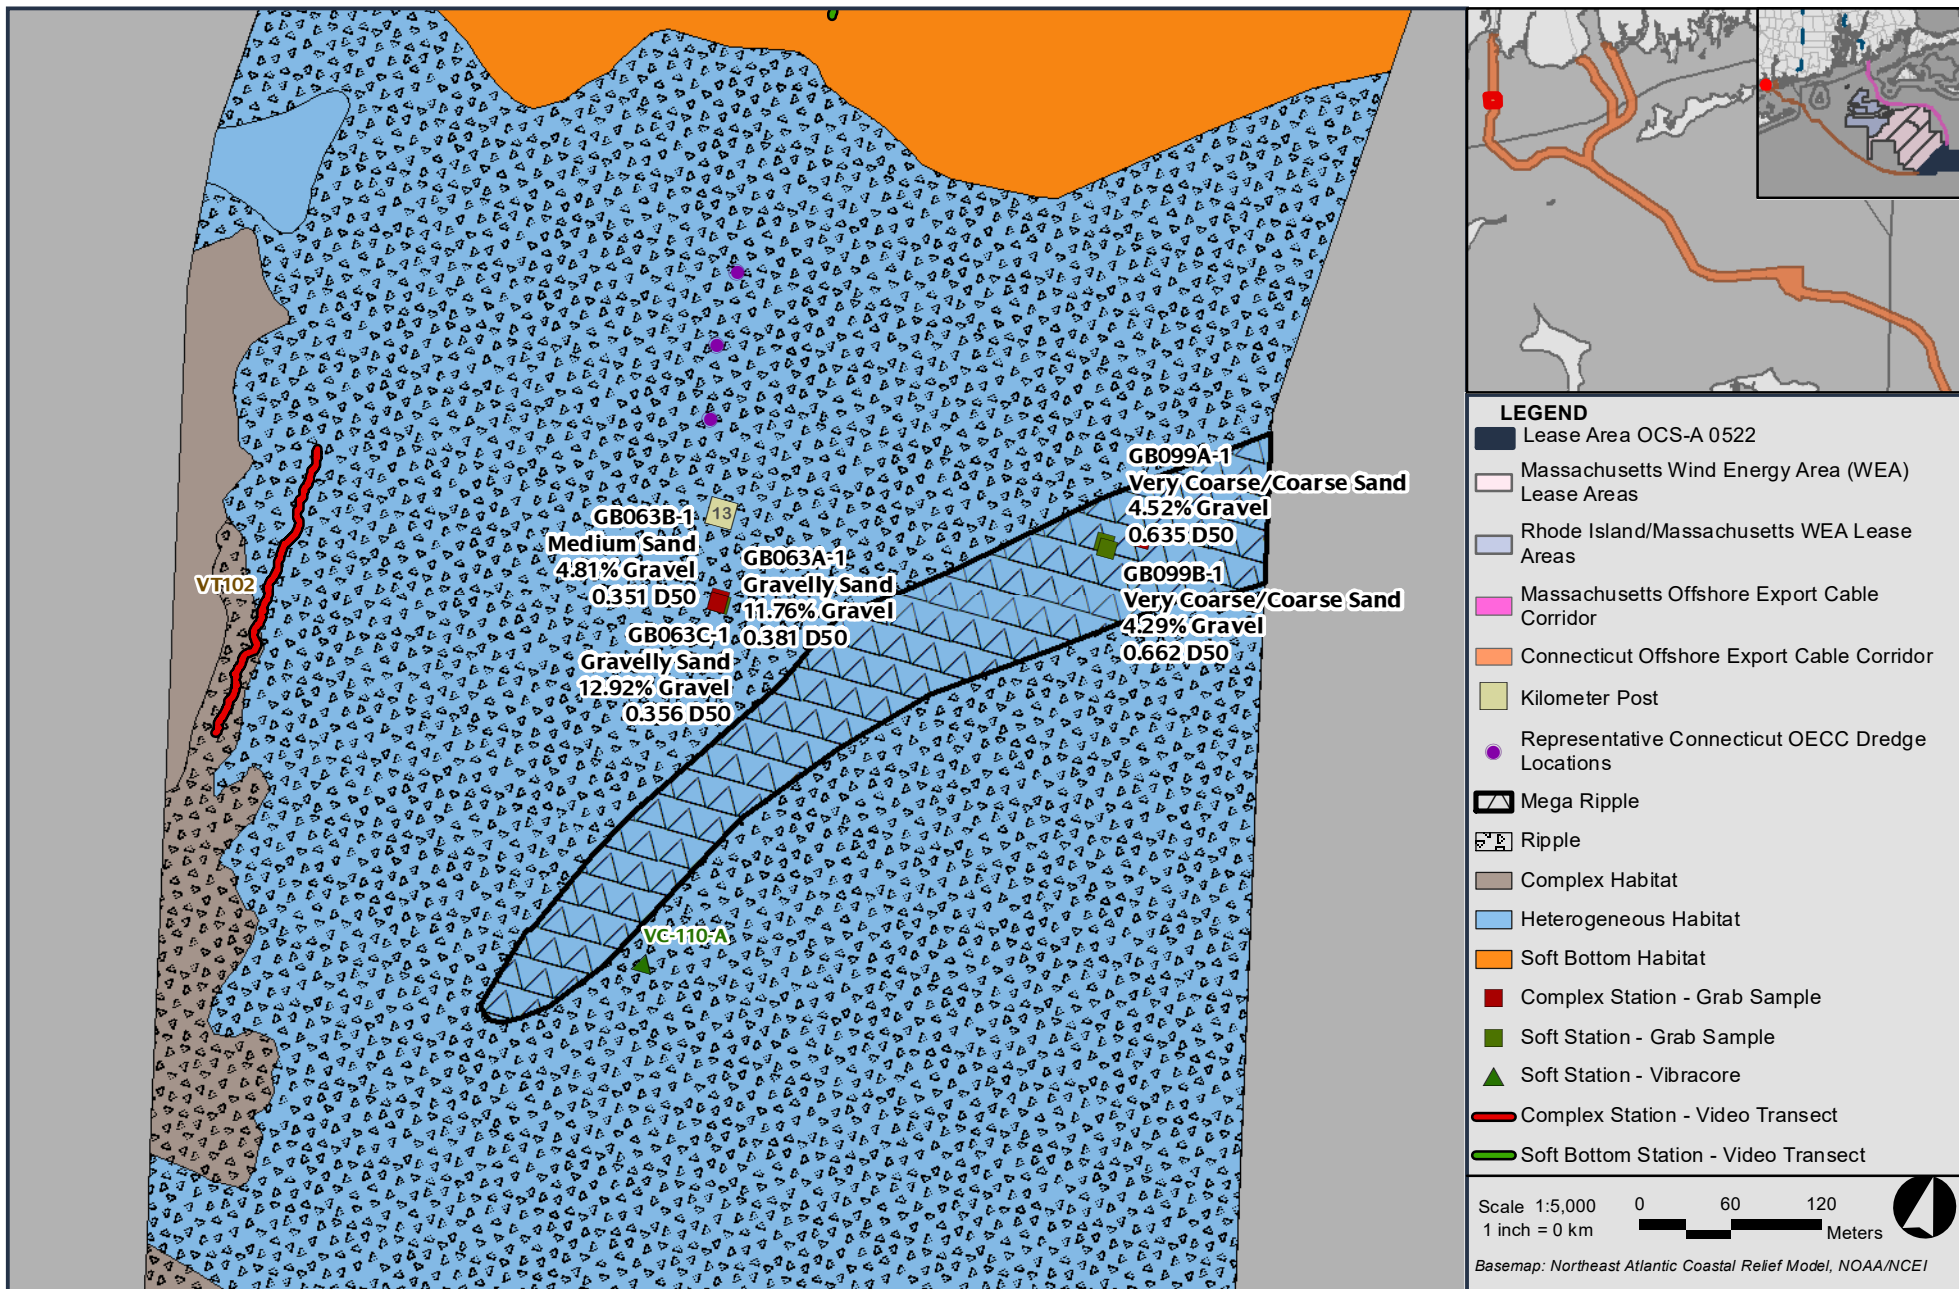 GB099A-1
Very Coarse/Coarse Sand
4.52% Gravel
0.635 D50
13
GB063B-1
Medium Sand
4.81% Gravel
0.351 D50
GB063A-1
Gravelly Sand
11.76% Gravel
0.381 D50
GB099B-1
Very Coarse/Coarse Sand
4.29% Gravel
0.662 D50
VT102
GB063C-1
Gravelly Sand
12.92% Gravel
0.356 D50
VC-110-A
LEGEND
Lease Area OCS-A 0522
Massachusetts Wind Energy Area (WEA)
Lease Areas
Rhode Island/Massachusetts WEA Lease
Areas
Massachusetts Offshore Export Cable
Corridor
Connecticut Offshore Export Cable Corridor
Kilometer Post
Representative Connecticut OECC Dredge
Locations
Mega Ripple
Ripple
Complex Habitat
Heterogeneous Habitat
Soft Bottom Habitat
Complex Station - Grab Sample
Soft Station - Grab Sample
Soft Station - Vibracore
Complex Station - Video Transect
Soft Bottom Station - Video Transect
Scale 1:5,000
1 inch = 0 km
0 60 120
Meters
Basemap: Northeast Atlantic Coastal Relief Model, NOAA/NCEI